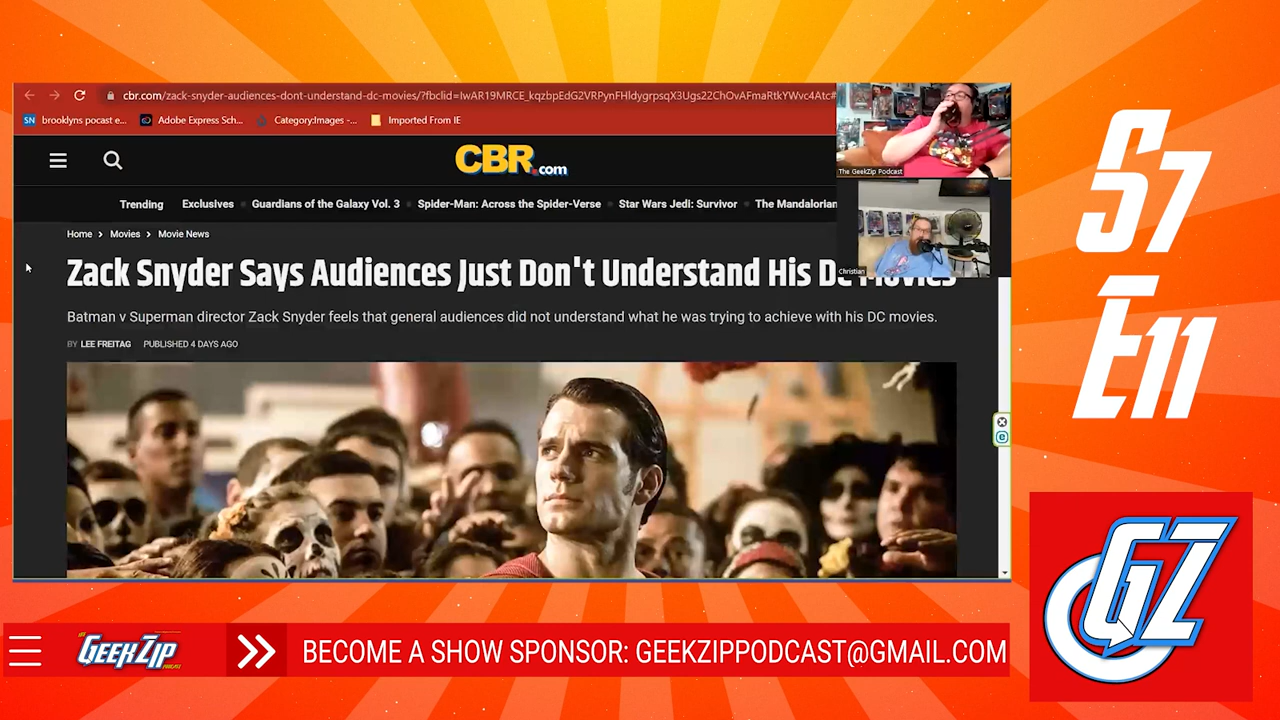 cbr.com/zack-snyder-audiences-dont-understand-dc-movies/?fbclid=IwAR19MRCE_kqzbpEdG2VRPynFHldygrpsqX3Ugs22ChOvAFmaRtkYWvc4Atc#
SN brooklyns pocast e... Adobe Express Sch... Category:Images -... Imported From IE
CBR.com
Trending Exclusives Guardians of the Galaxy Vol. 3 Spider-Man: Across the Spider-Verse Star Wars Jedi: Survivor The Mandalorian
The GeekZip Podcast
Christian
Home > Movies > Movie News
Zack Snyder Says Audiences Just Don't Understand His DC Movies
Batman v Superman director Zack Snyder feels that general audiences did not understand what he was trying to achieve with his DC movies.
BY LEE FREITAG PUBLISHED 4 DAYS AGO
S7
E11
GZ
GEEKZIP PODCAST
BECOME A SHOW SPONSOR: GEEKZIPPODCAST@GMAIL.COM